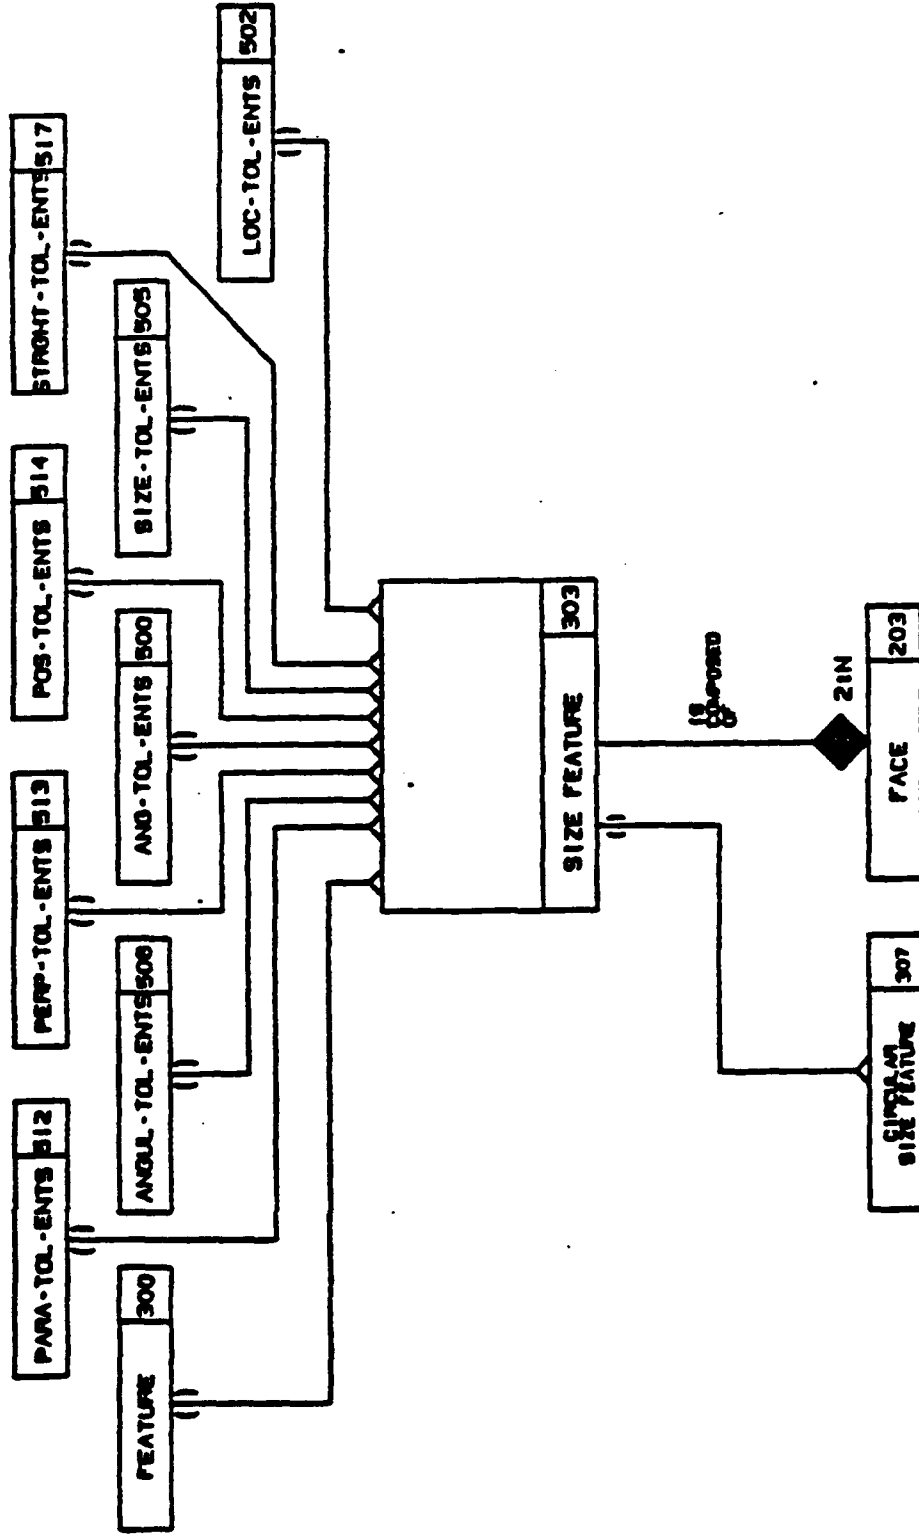 PARA-TOL-ENTS 512
PERP-TOL-ENTS 513
POS-TOL-ENTS 514
STRGHT-TOL-ENTS 517
FEATURE 300
ANGUL-TOL-ENTS 508
ANG-TOL-ENTS 500
SIZE-TOL-ENTS 505
LOC-TOL-ENTS 502
SIZE FEATURE 303
IS
COMPOSED
OF
21N
CIRCULAR
SIZE FEATURE 307
FACE 203